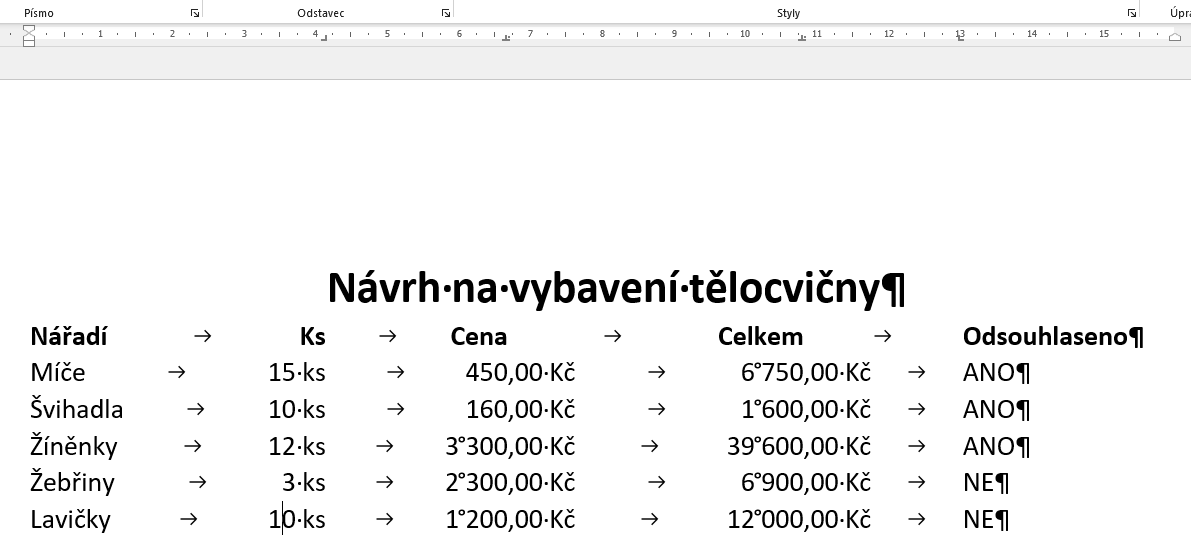 Písmo Odstavec Styly Úpra
1 2 3 4 5 6 7 8 9 10 11 12 13 14 15
Návrh·na·vybavení·tělocvičny¶
Nářadí → Ks → Cena → Celkem → Odsouhlaseno¶
Míče → 15·ks → 450,00·Kč → 6°750,00·Kč → ANO¶
Švihadla → 10·ks → 160,00·Kč → 1°600,00·Kč → ANO¶
Žíněnky → 12·ks → 3°300,00·Kč → 39°600,00·Kč → ANO¶
Žebřiny → 3·ks → 2°300,00·Kč → 6°900,00·Kč → NE¶
Lavičky → 10·ks → 1°200,00·Kč → 12°000,00·Kč → NE¶